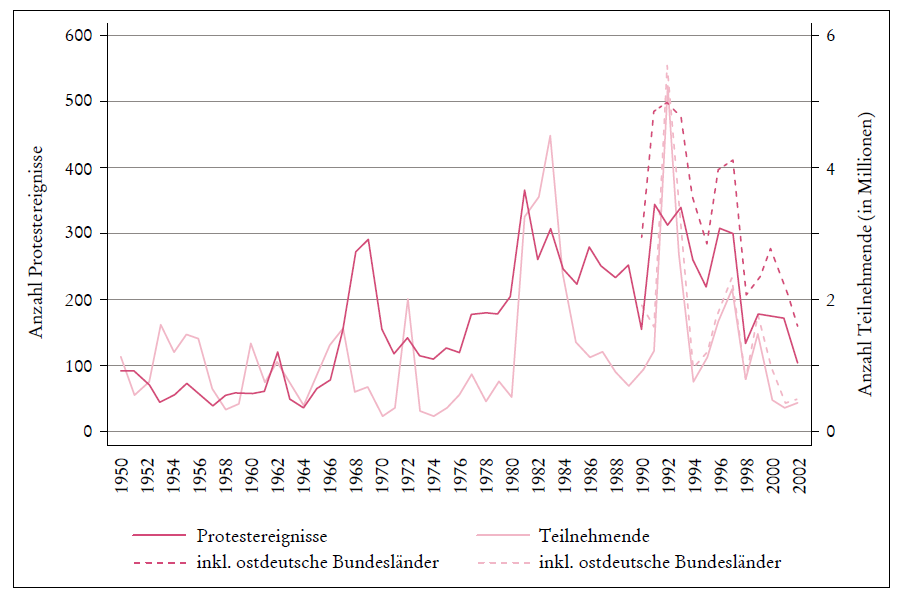 600
500
400
300
200
100
0
Anzahl Protestereignisse
6
4
2
0
Anzahl Teilnehmende (in Millionen)
1950 1952 1954 1956 1958 1960 1962 1964 1966 1968 1970 1972 1974 1976 1978 1980 1982 1984 1986 1988 1990 1992 1994 1996 1998 2000 2002
Protestereignisse Teilnehmende
inkl. ostdeutsche Bundesländer inkl. ostdeutsche Bundesländer